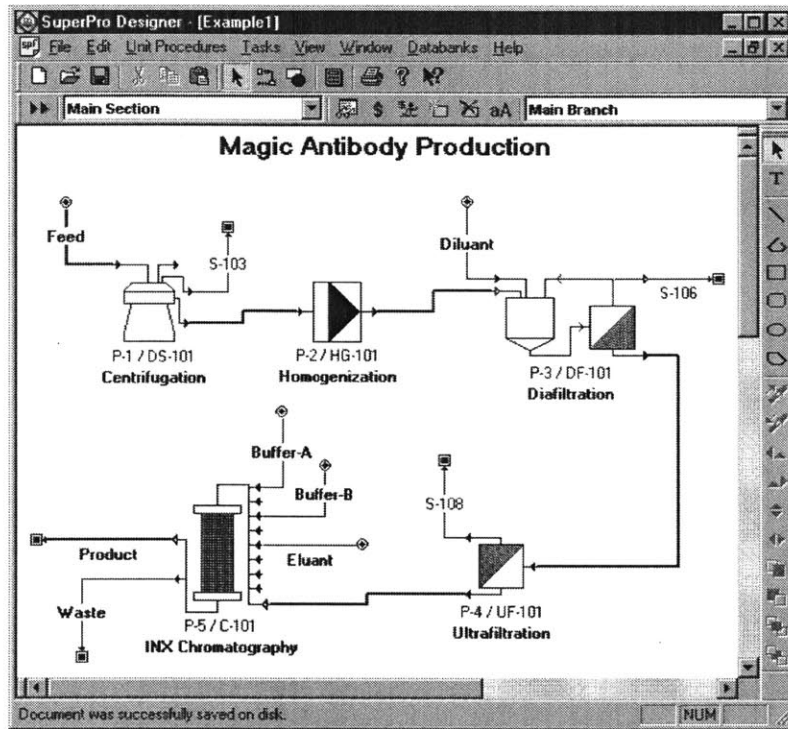 SuperPro Designer - [Example1]
File Edit Unit Procedures Tasks View Window Databanks Help
Main Section
$
aA
Main Branch
Magic Antibody Production
Feed
S-103
Diluant
S-106
P-1 / DS-101
Centrifugation
P-2 / HG-101
Homogenization
P-3 / DF-101
Diafiltration
Buffer-A
Buffer-B
S-108
Product
Eluant
Waste
P-5 / C-101
INX Chromatography
P-4 / UF-101
Ultrafiltration
T
Document was successfully saved on disk.
NUM